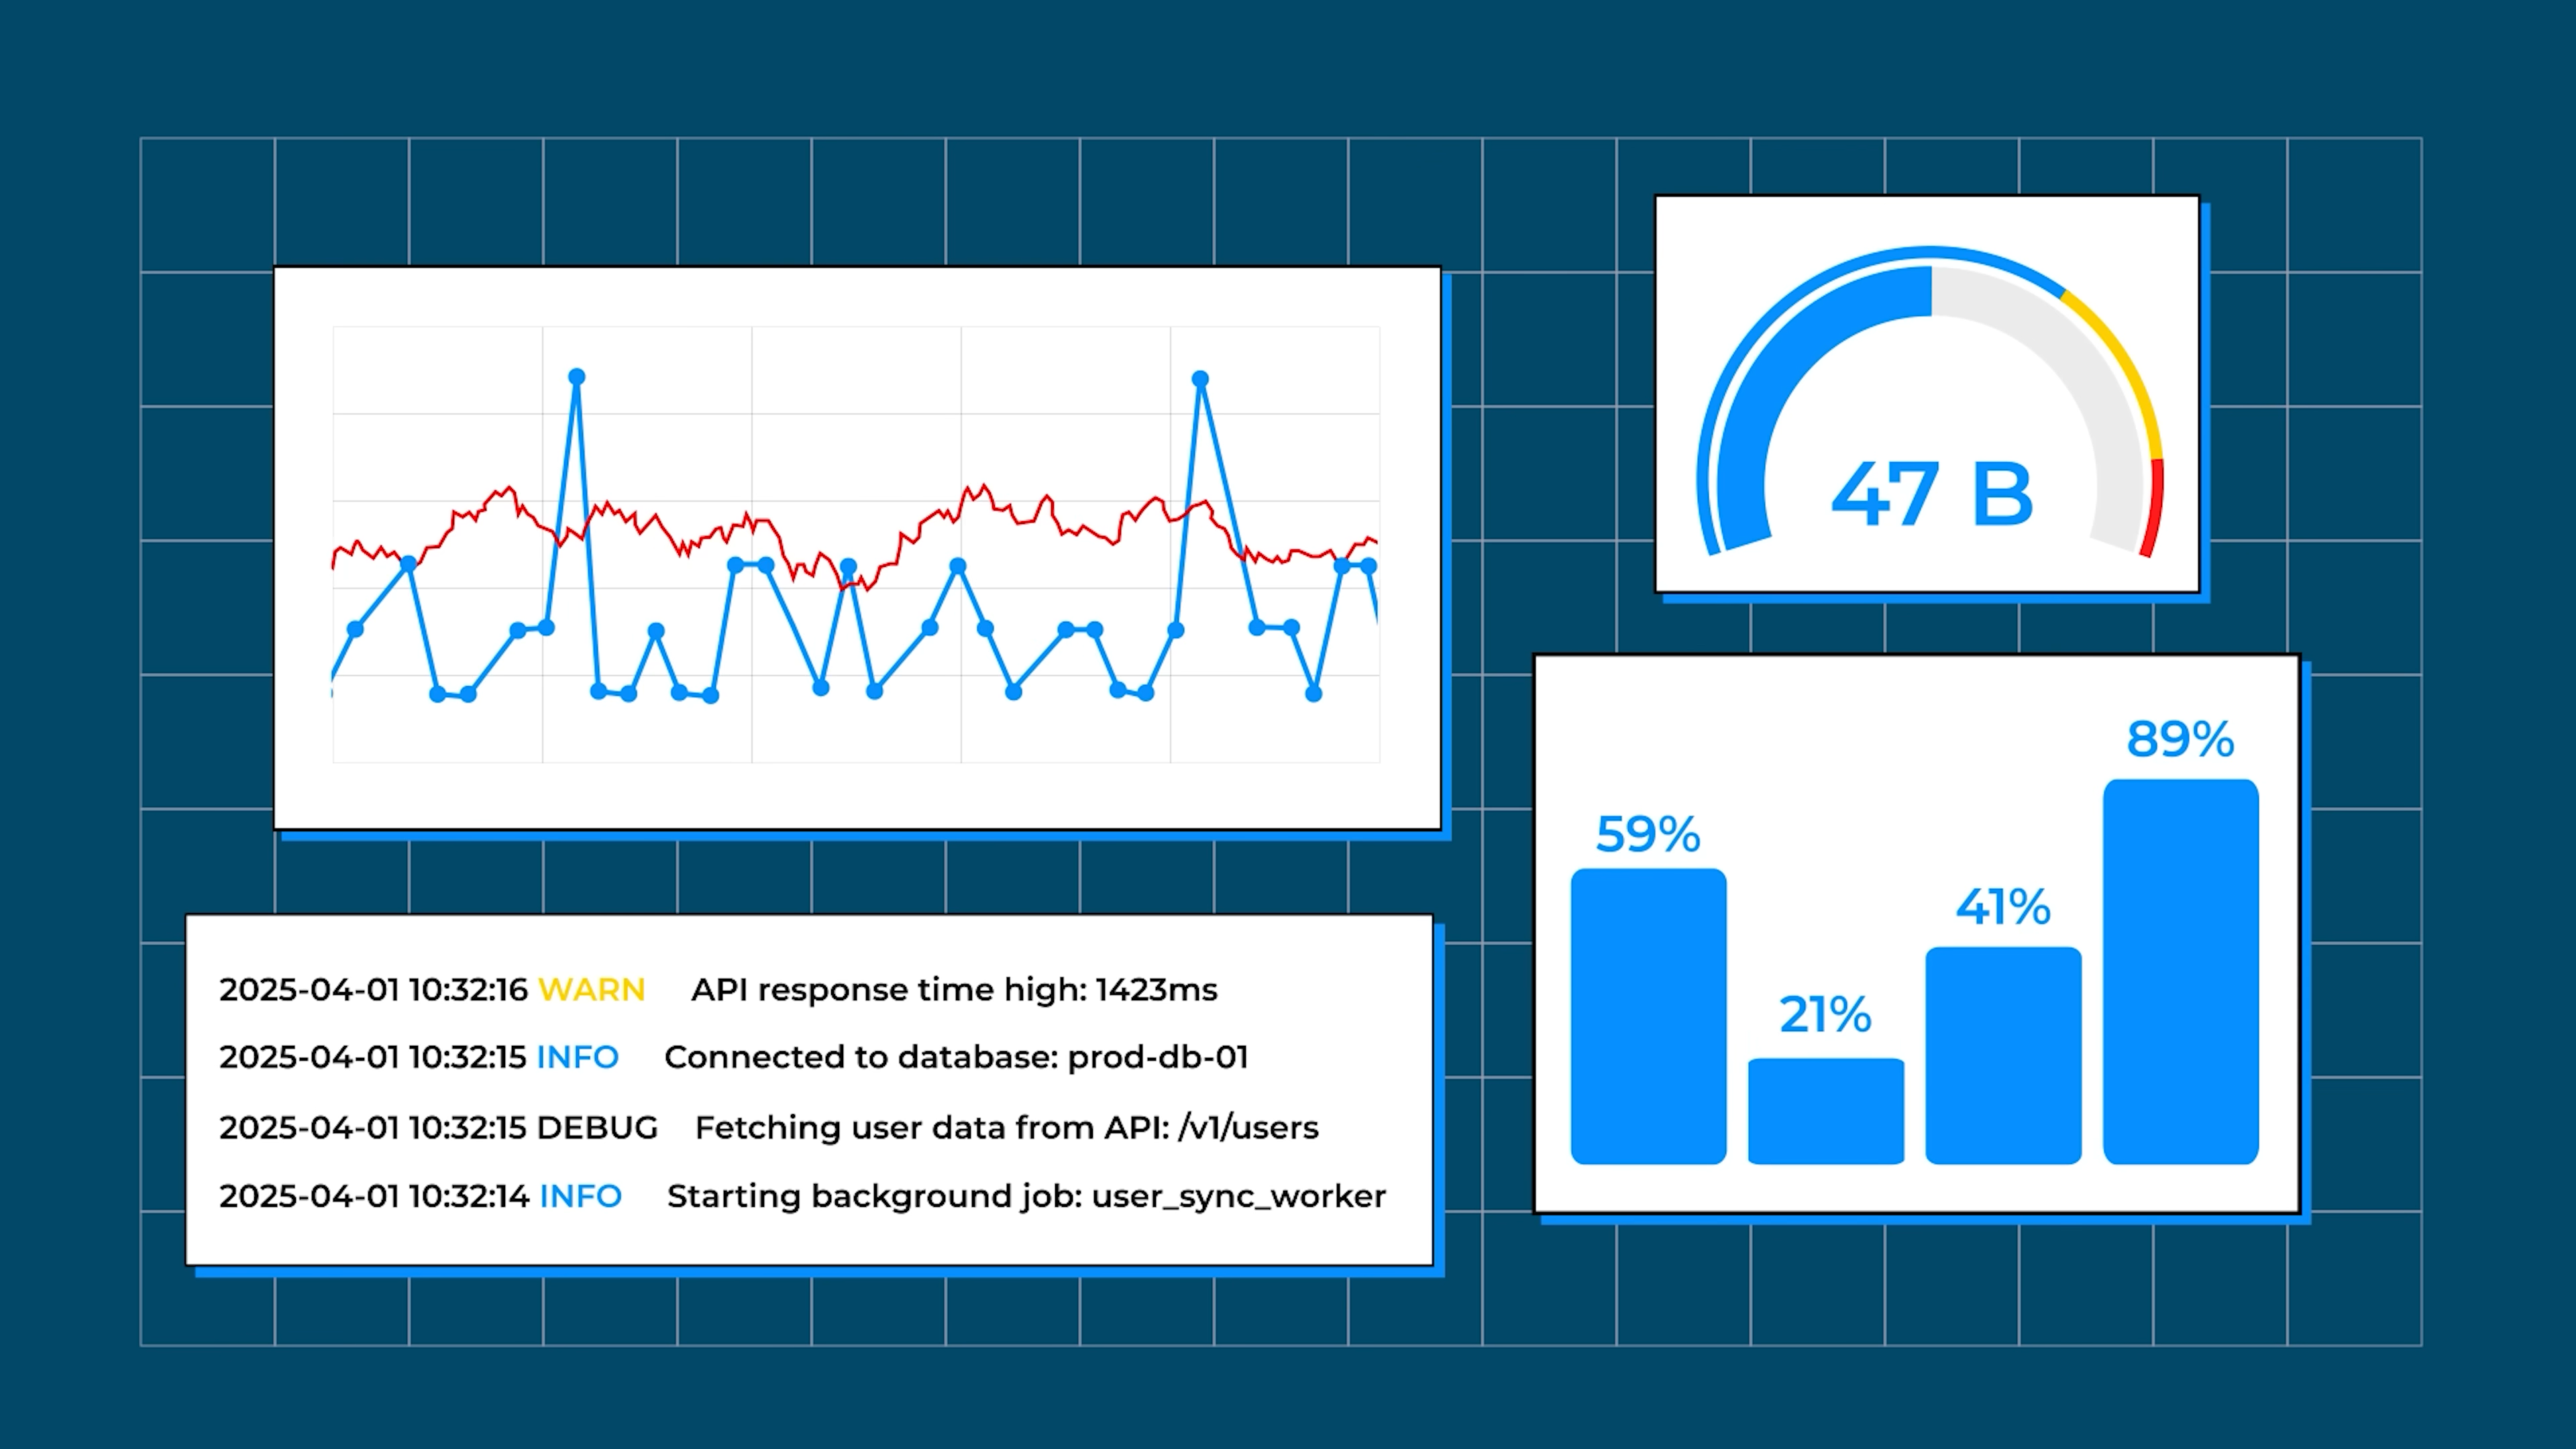 47 B
59%
21%
41%
89%
2025-04-01 10:32:16 WARN API response time high: 1423ms
2025-04-01 10:32:15 INFO Connected to database: prod-db-01
2025-04-01 10:32:15 DEBUG Fetching user data from API: /v1/users
2025-04-01 10:32:14 INFO Starting background job: user_sync_worker